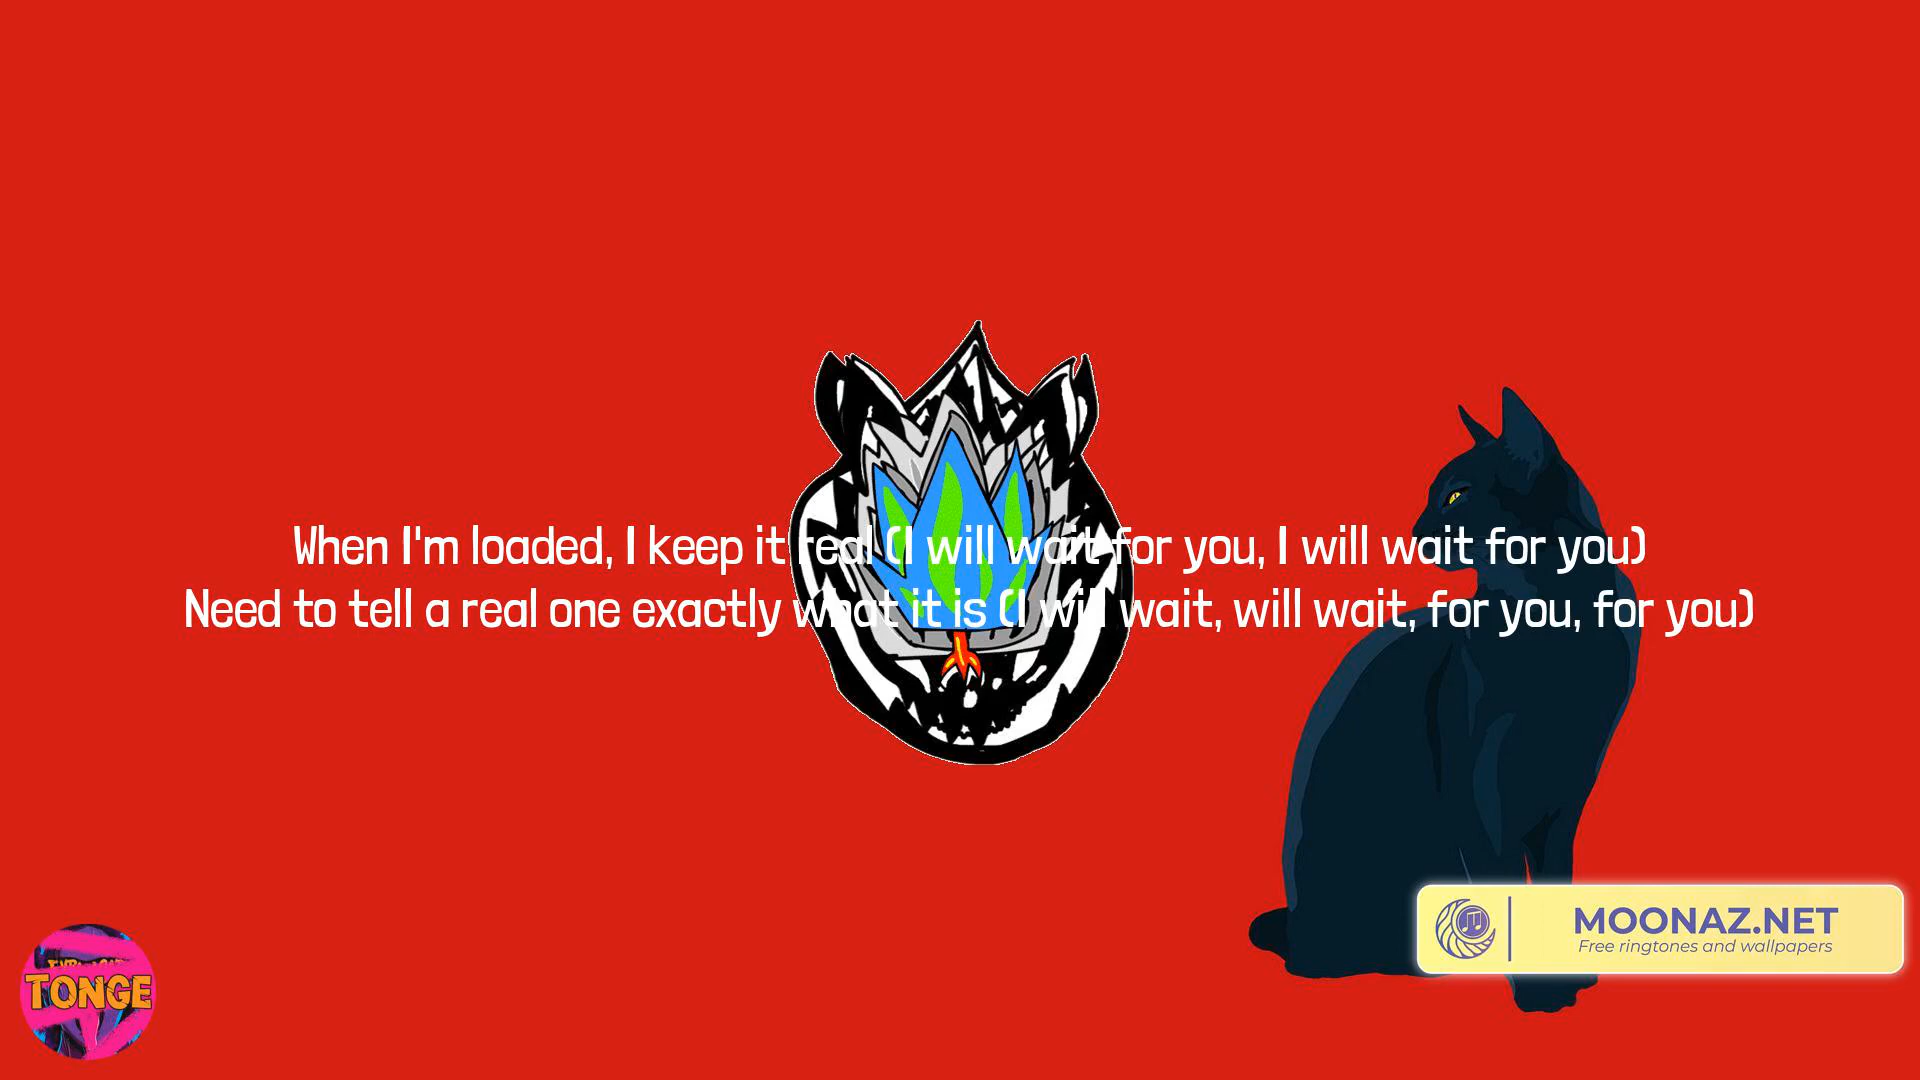 When I'm loaded, I keep it real (I will wait for you, I will wait for you)
Need to tell a real one exactly what it is (I will wait, will wait, for you, for you)
MOONAZ.NET
Free ringtones and wallpapers
TONGE